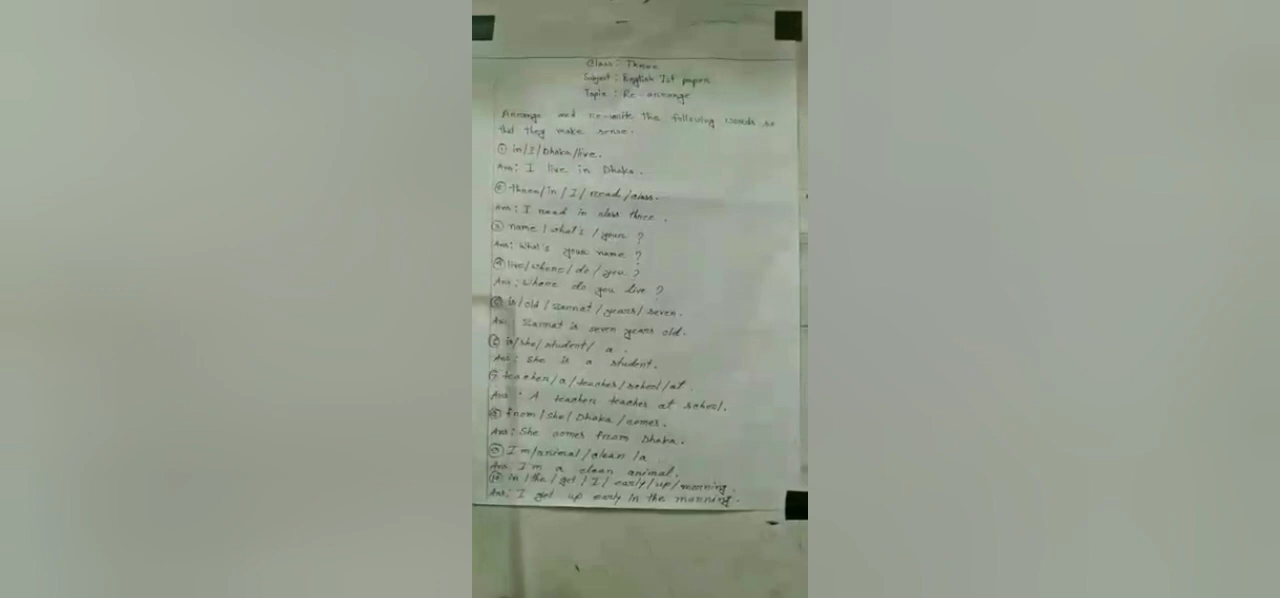 Class: Three
Subject: English 1st paper
Topic: Re-arrange
Arrange and re-write the following words so
that they make sense.
① in/I/Dhaka/live.
Ans: I live in Dhaka.
② three/in/I/read/class.
Ans: I read in class three.
③ name/what's/your?
Ans: What's your name?
④ live/where/do/you?
Ans: Where do you live?
⑤ is/old/Zannat/years/seven.
Ans: Zannat is seven years old.
⑥ is/she/student/a.
Ans: She is a student.
⑦ teacher/a/teaches/school/at.
Ans: A teacher teaches at school.
⑧ from/she/Dhaka/comes.
Ans: She comes from Dhaka.
⑨ I'm/animal/clean/a
Ans: I'm a clean animal.
⑩ In/the/get/I/early/up/morning.
Ans: I get up early In the morning.